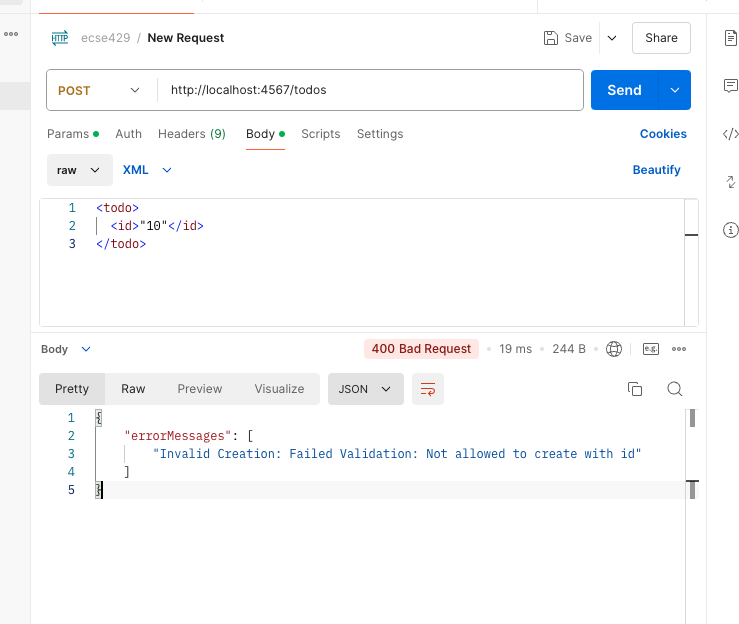 HTTP ecse429 / New Request Save Share
POST http://localhost:4567/todos Send
Params Auth Headers (9) Body Scripts Settings Cookies
raw XML Beautify
1 <todo>
2 <id>"10"</id>
3 </todo>
Body 400 Bad Request 19 ms 244 B e.g.
Pretty Raw Preview Visualize JSON
1 {
2 "errorMessages": [
3 "Invalid Creation: Failed Validation: Not allowed to create with id"
4 ]
5 }